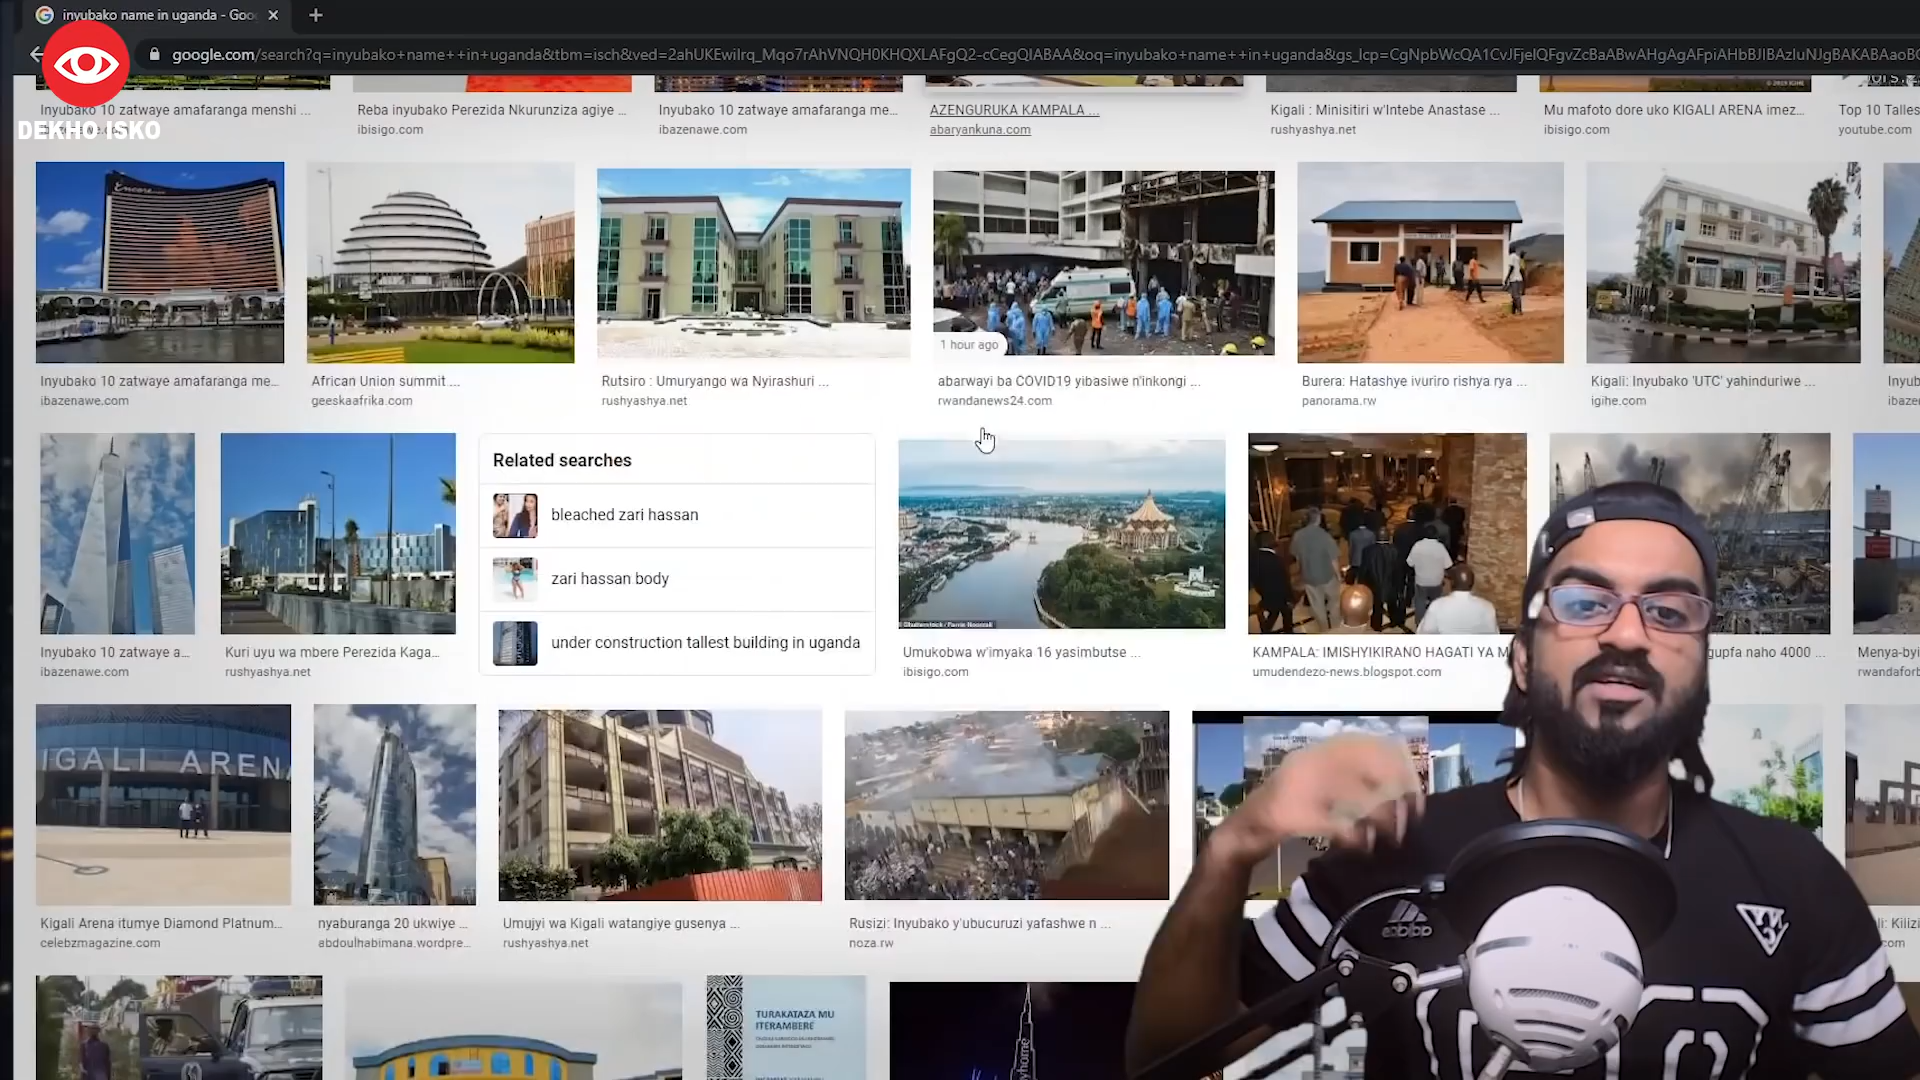 inyubako name in uganda - Goo
google.com/search?q=inyubako+name++in+uganda&tbm=isch&ved=2ahUKEwilrq_Mqo7rAhVNQH0KHQXLAFgQ2-cCegQIABAA&oq=inyubako+name++in+uganda&gs_lcp=
DEKHO ISKO
Inyubako 10 zatwaye amafaranga menshi ...
Reba inyubako Perezida Nkurunziza agiye ...
ibisigo.com
Inyubako 10 zatwaye amafaranga me...
ibazenawe.com
AZENGURUKA KAMPALA ...
abaryankuna.com
Kigali : Minisitiri w'Intebe Anastase ...
rushyashya.net
Mu mafoto dore uko KIGALI ARENA imez...
ibisigo.com
Top 10 Talles
youtube.com
Encore
Inyubako 10 zatwaye amafaranga me...
ibazenawe.com
African Union summit ...
geeskaafrika.com
Rutsiro : Umuryango wa Nyirashuri ...
rushyashya.net
1 hour ago
abarwayi ba COVID19 yibasiwe n'inkongi ...
rwandanews24.com
Burera: Hatashye ivuriro rishya rya ...
panorama.rw
Kigali: Inyubako 'UTC' yahinduriwe ...
igihe.com
Inyub
ibaze
Inyubako 10 zatwaye a...
ibazenawe.com
Kuri uyu wa mbere Perezida Kaga...
rushyashya.net
Related searches
bleached zari hassan
zari hassan body
under construction tallest building in uganda
Umukobwa w'imyaka 16 yasimbutse ...
ibisigo.com
KAMPALA: IMISHYIKIRANO HAGATI YA M
umudendezo-news.blogspot.com
gupfa naho 4000 ...
Menya-byi
rwandaforb
IGALI ARENA
Kigali Arena itumye Diamond Platnum...
celebzmagazine.com
nyaburanga 20 ukwiye ...
abdoulhabimana.wordpre...
Umujyi wa Kigali watangiye gusenya ...
rushyashya.net
Rusizi: Inyubako y'ubucuruzi yafashwe n ...
noza.rw
li: Kilizi
com
adidas
TURAKATAZA MU
ITERAMBERE